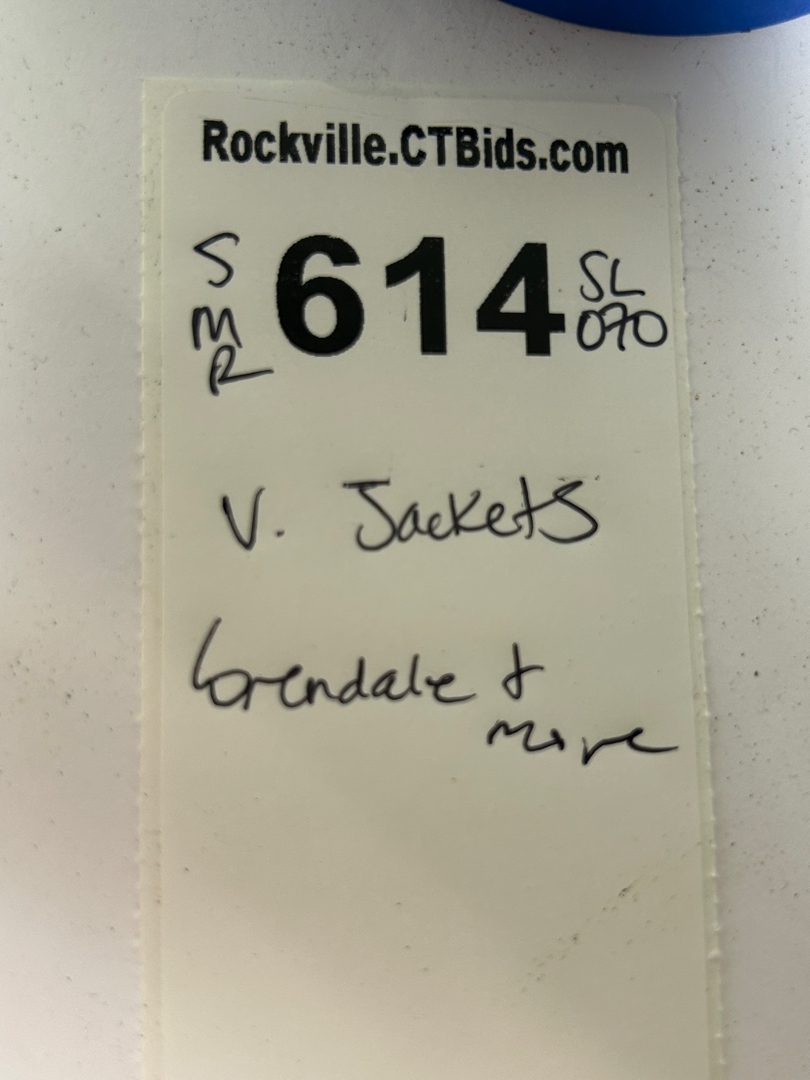 Rockville.CTBids.com
S
M
R
614
SL
070
V. Jackets
Grendale &
more